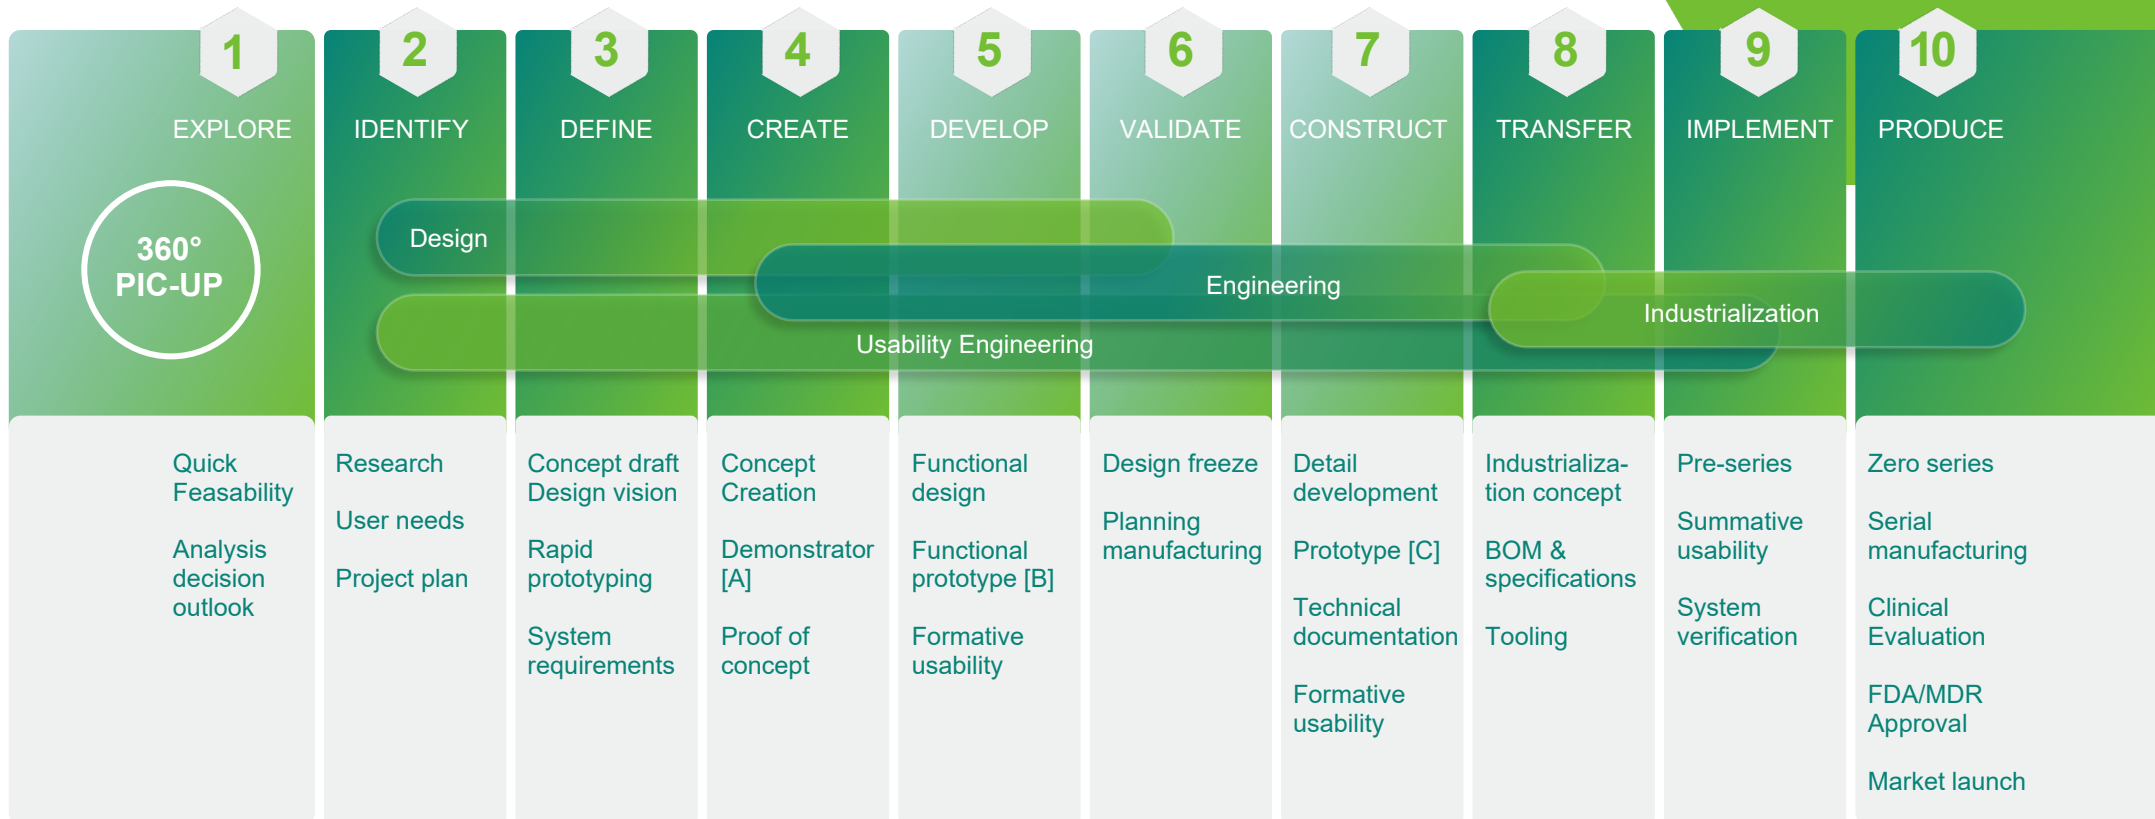 1
EXPLORE
2
IDENTIFY
3
DEFINE
4
CREATE
5
DEVELOP
6
VALIDATE
7
CONSTRUCT
8
TRANSFER
9
IMPLEMENT
10
PRODUCE
360°
PIC-UP
Design
Engineering
Industrialization
Usability Engineering
Quick
Feasability
Analysis
decision
outlook
Research
User needs
Project plan
Concept draft
Design vision
Rapid
prototyping
System
requirements
Concept
Creation
Demonstrator
[A]
Proof of
concept
Functional
design
Functional
prototype [B]
Formative
usability
Design freeze
Planning
manufacturing
Detail
development
Prototype [C]
Technical
documentation
Formative
usability
Industrializa-
tion concept
BOM &
specifications
Tooling
Pre-series
Summative
usability
System
verification
Zero series
Serial
manufacturing
Clinical
Evaluation
FDA/MDR
Approval
Market launch